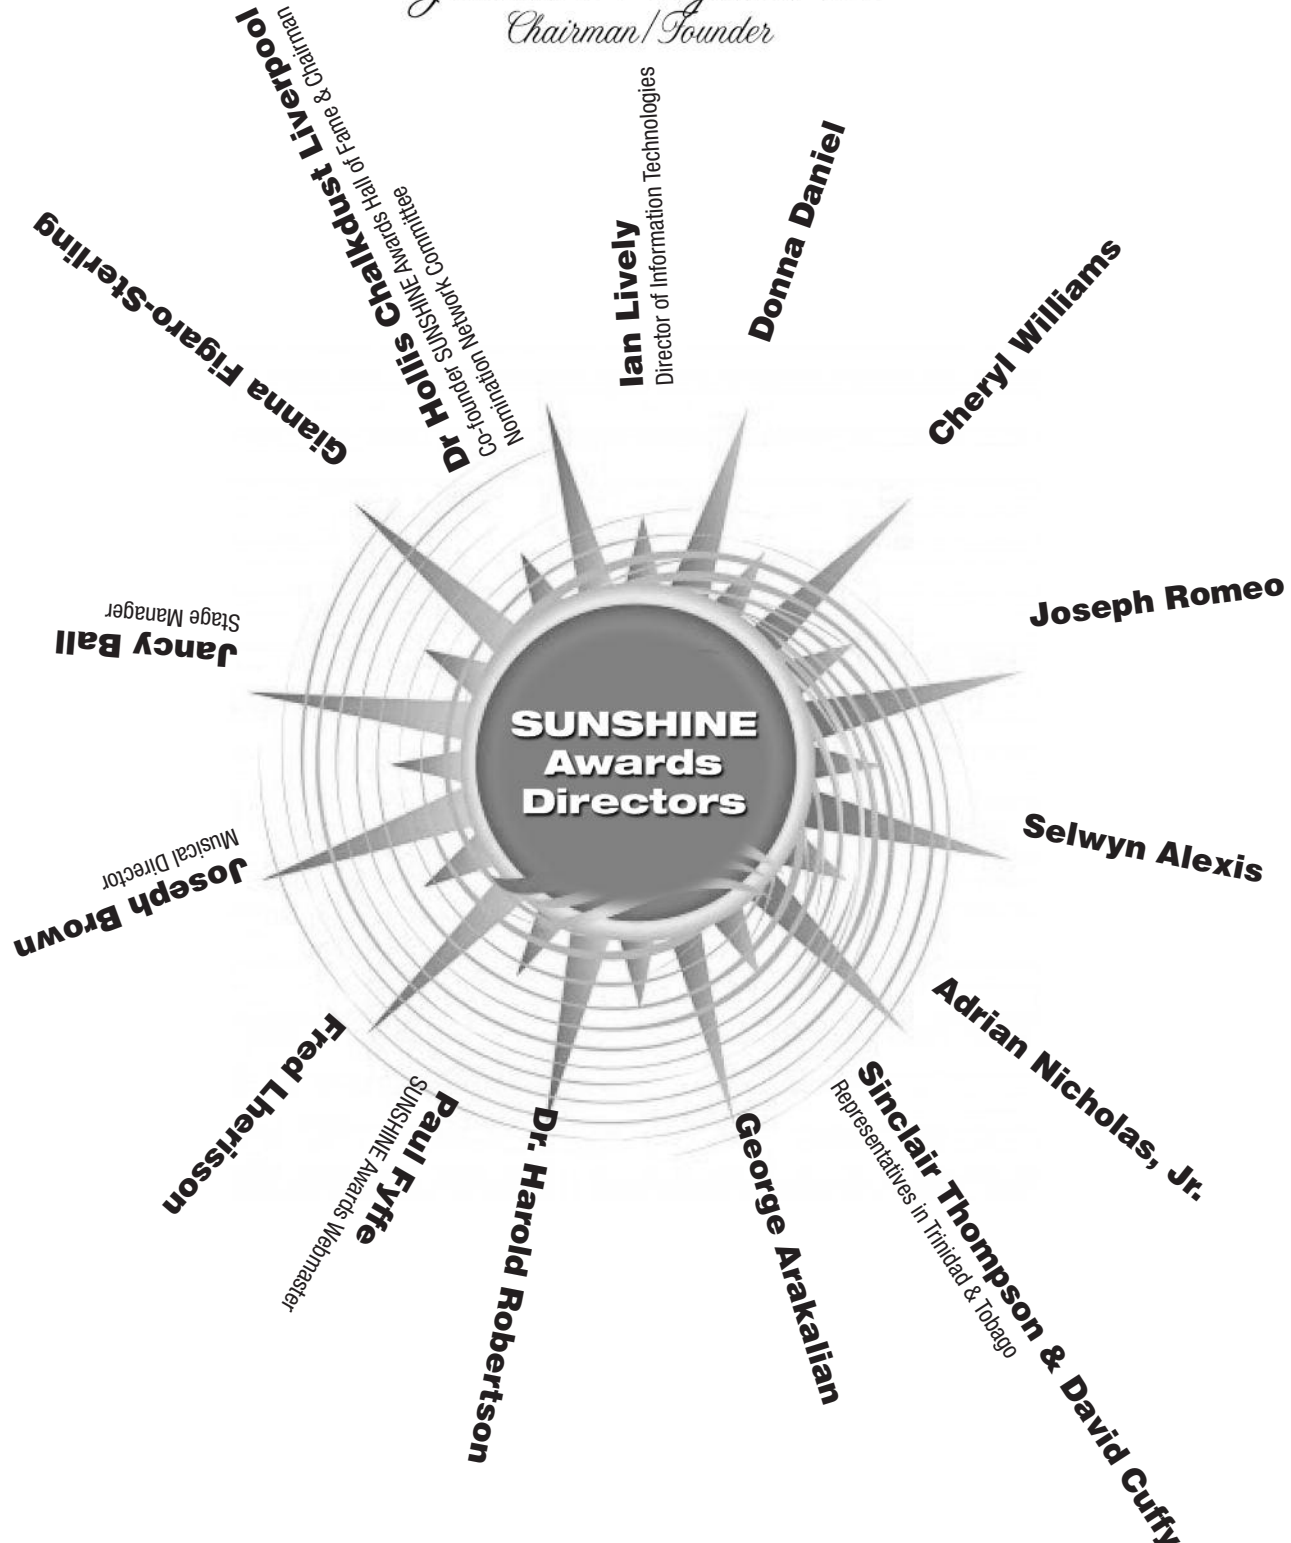 Chairman/Founder
Ian Lively
Director of Information Technologies
Donna Daniel
Cheryl Williams
Joseph Romeo
Selwyn Alexis
Adrian Nicholas, Jr.
Sinclair Thompson & David Cuffy
Representatives in Trinidad & Tobago
George Arakalian
Dr. Harold Robertson
Paul Fyffe
SUNSHINE Awards Webmaster
Fred Lherisson
Joseph Brown
Musical Director
Jancy Ball
Stage Manager
Gianna Figaro-Sterling
Dr Hollis Chalkdust Liverpool
Co-founder SUNSHINE Awards Hall of Fame & Chairman
Nomination Network Committee
SUNSHINE
Awards
Directors